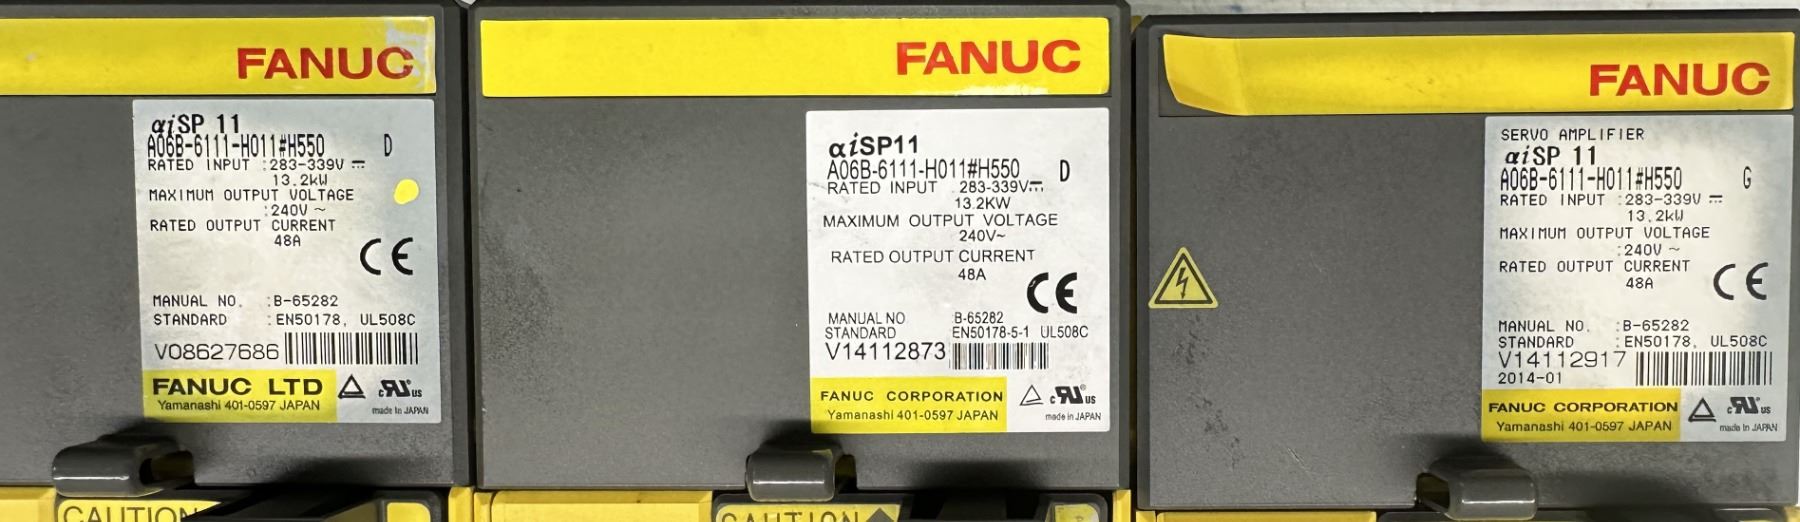 FANUC
αiSP 11
A06B-6111-H011#H550 D
RATED INPUT :283-339V
13.2kW
MAXIMUM OUTPUT VOLTAGE
:240V ~
RATED OUTPUT CURRENT
48A
CE
MANUAL NO. :B-65282
STANDARD :EN50178, UL508C
V08627686
FANUC LTD
Yamanashi 401-0597 JAPAN
c RU us
made in JAPAN
CAUTION
FANUC
αiSP11
A06B-6111-H011#H550 D
RATED INPUT .283-339V
13.2KW
MAXIMUM OUTPUT VOLTAGE
240V~
RATED OUTPUT CURRENT
48A
CE
MANUAL NO B-65282
STANDARD EN50178-5-1 UL508C
V14112873
FANUC CORPORATION
Yamanashi 401-0597 JAPAN
c RU us
made in JAPAN
CAUTION
FANUC
SERVO AMPLIFIER
αiSP 11
A06B-6111-H011#H550 G
RATED INPUT :283-339V
13.2kW
MAXIMUM OUTPUT VOLTAGE
:240V ~
RATED OUTPUT CURRENT
48A
CE
MANUAL NO. :B-65282
STANDARD :EN50178, UL508C
V14112917
2014-01
FANUC CORPORATION
Yamanashi 401-0597 JAPAN
c RU us
made in JAPAN